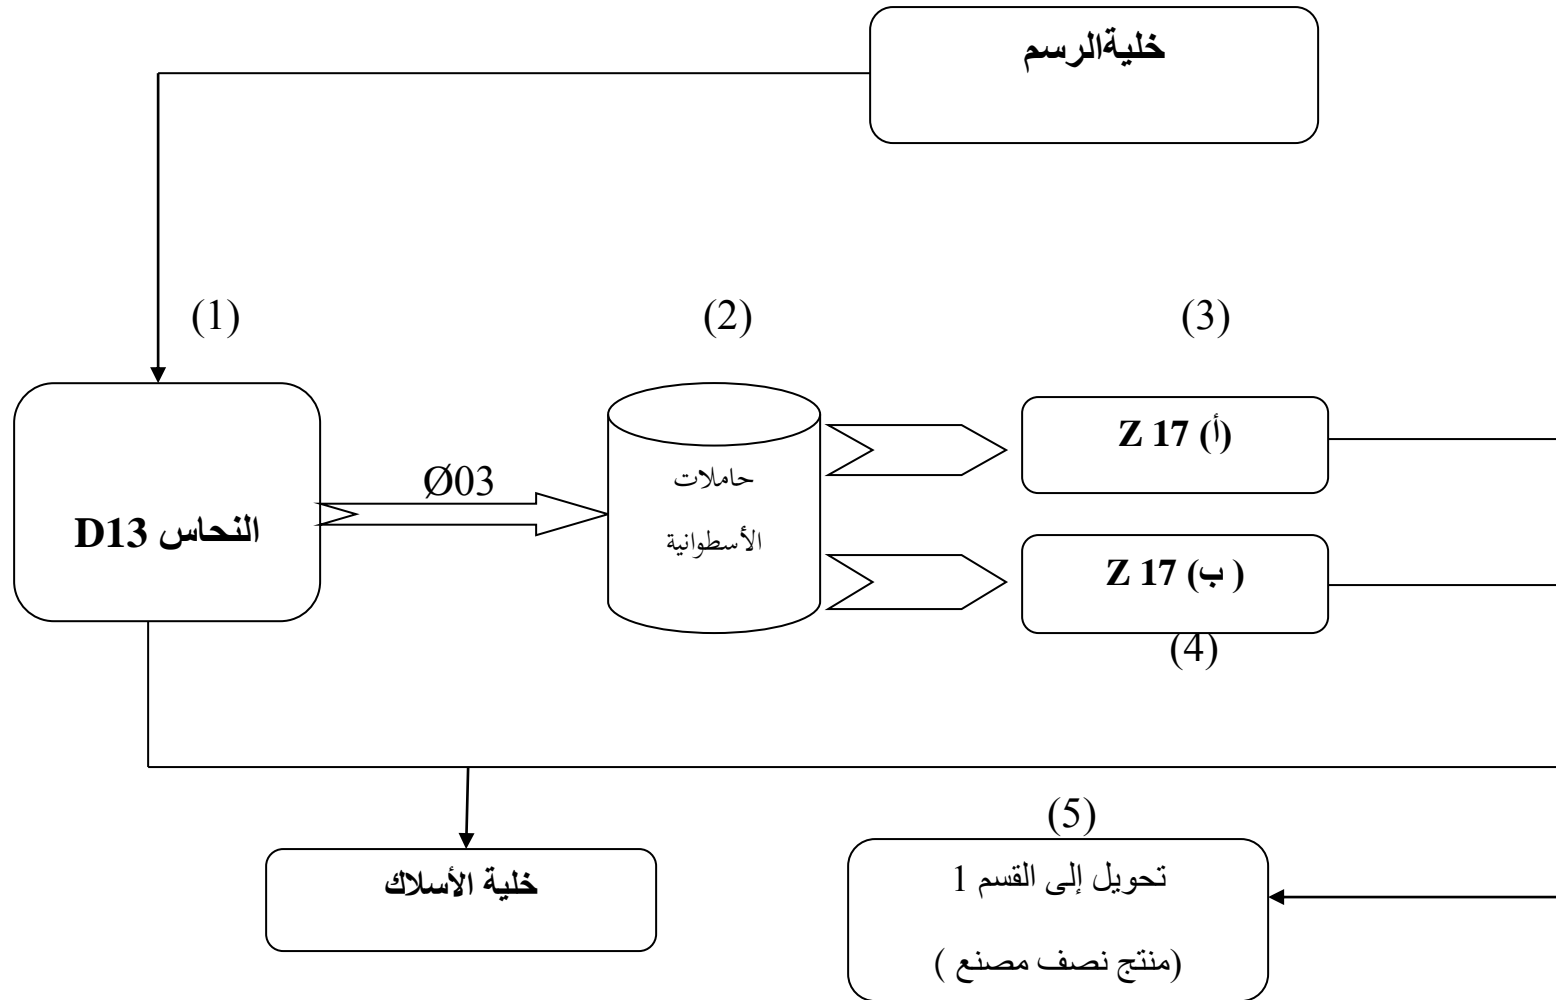 خليةالرسم
(1)
(2)
(3)
النحاس D13
Ø03
حاملات
الأسطوانية
Z 17 (أ)
Z 17 (ب )
(4)
(5)
خلية الأسلاك
تحويل إلى القسم 1
(منتج نصف مصنع )